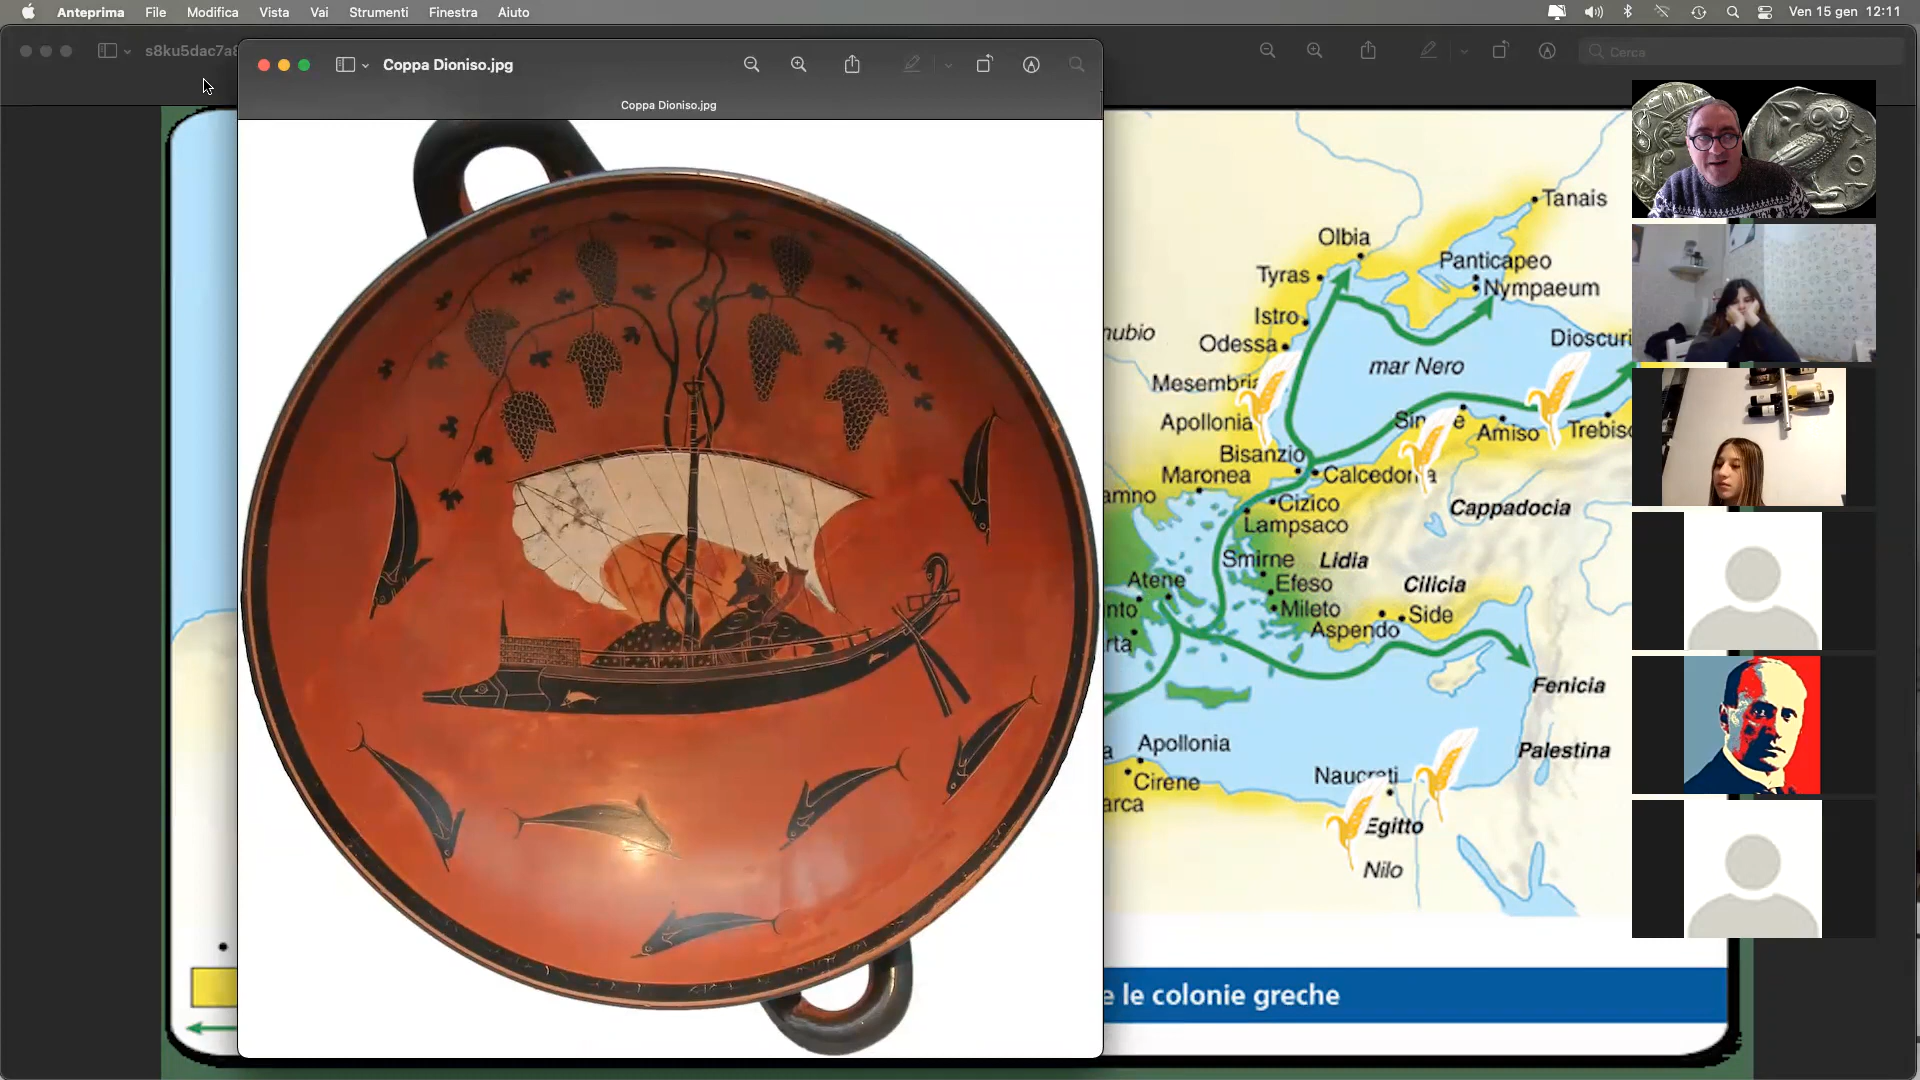 Anteprima File Modifica Vista Vai Strumenti Finestra Aiuto Ven 15 gen 12:11
Coppa Dioniso.jpg
Cerca
Coppa Dioniso.jpg
Tanais
Olbia
Panticapeo
Tyras
Nympaeum
Istro
Odessa
mar Nero
Apollonia
Amiso
Bisanzio
Maronea
Calcedonia
Cizico
Cappadocia
Lampsaco
Smirne Lidia
Atene
Efeso
Cilicia
Mileto
Side
Aspendo
Fenicia
Apollonia
Palestina
Naucrati
Cirene
Egitto
Nilo
e le colonie greche